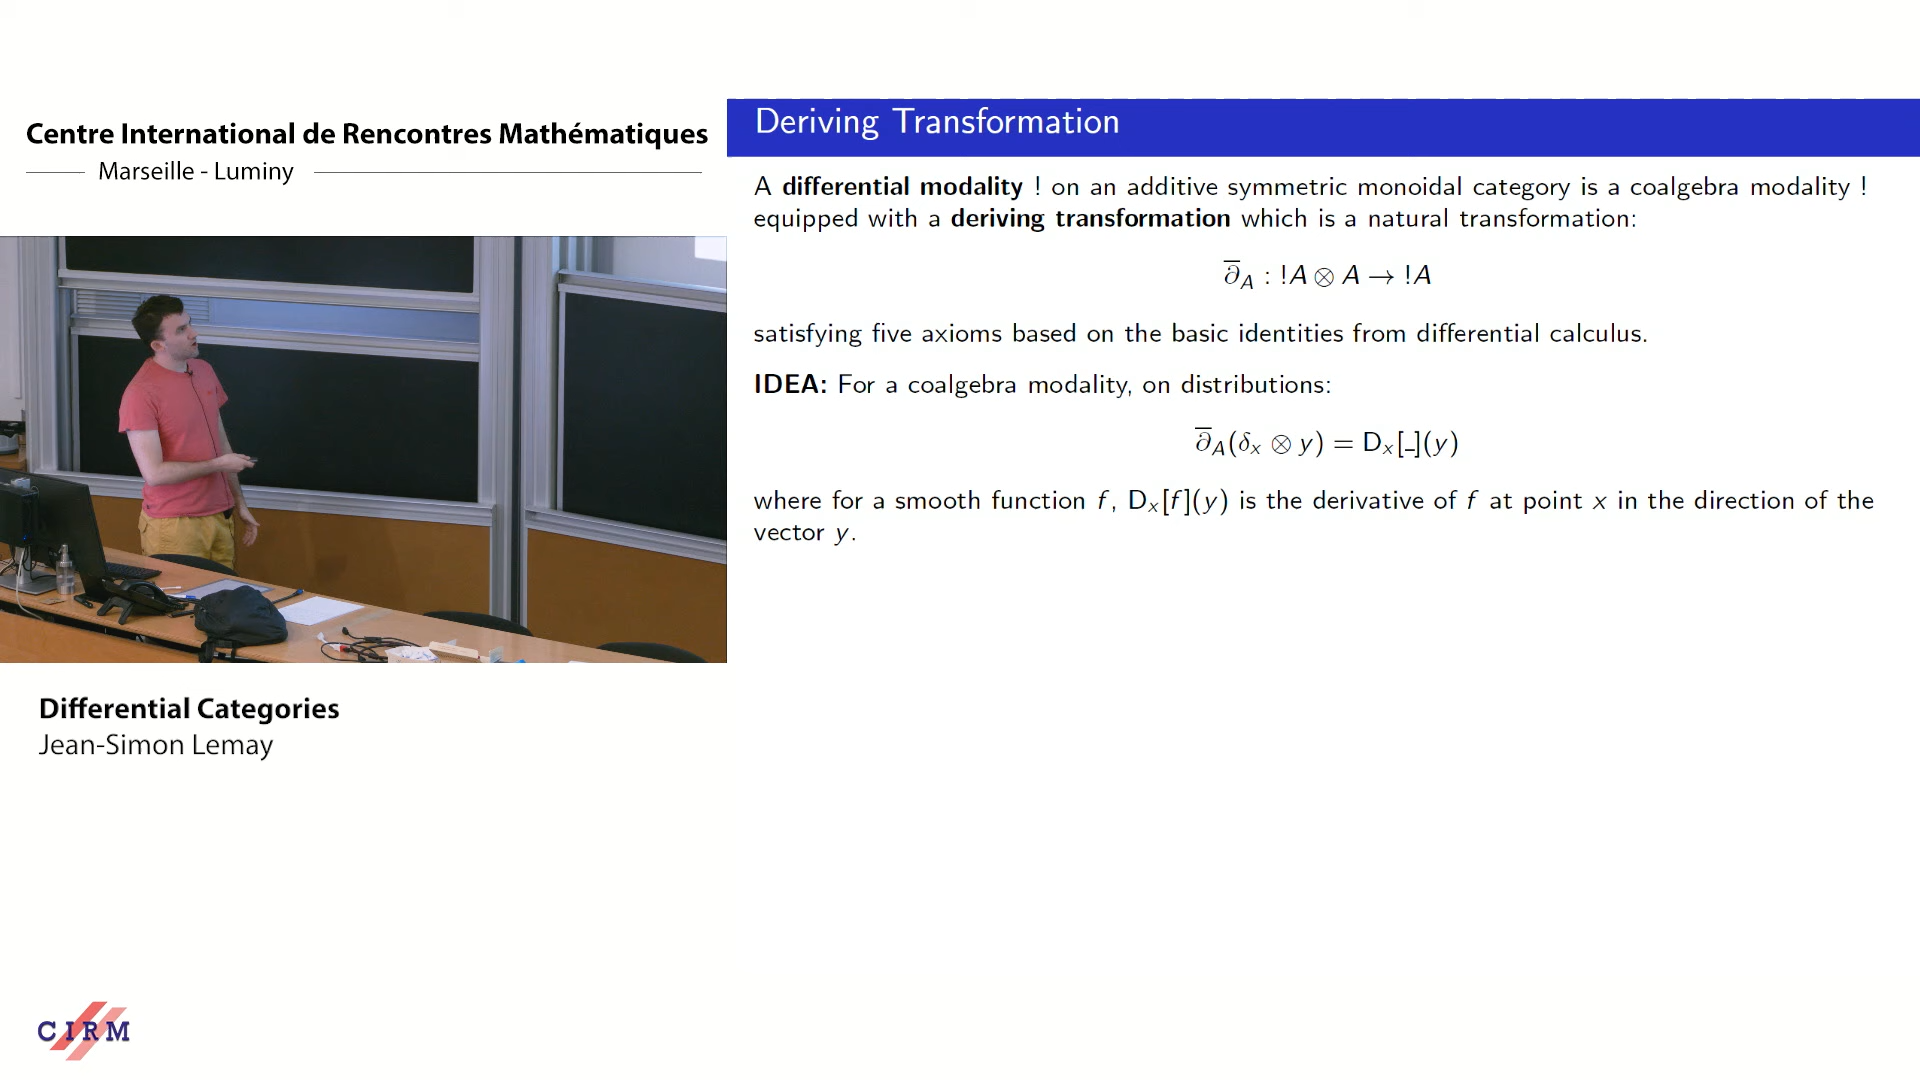 Centre International de Rencontres Mathématiques
Marseille - Luminy
Deriving Transformation
A differential modality ! on an additive symmetric monoidal category is a coalgebra modality !
equipped with a deriving transformation which is a natural transformation:
∂̅_A : !A ⊗ A → !A
satisfying five axioms based on the basic identities from differential calculus.
IDEA: For a coalgebra modality, on distributions:
∂̅_A(δ_x ⊗ y) = D_x[_](y)
where for a smooth function f, D_x[f](y) is the derivative of f at point x in the direction of the
vector y.
Differential Categories
Jean-Simon Lemay
CIRM